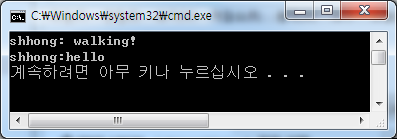 C:₩Windows₩system32₩cmd.exe
shhong: walking!
shhong:hello
계속하려면 아무 키나 누르십시오 . . .